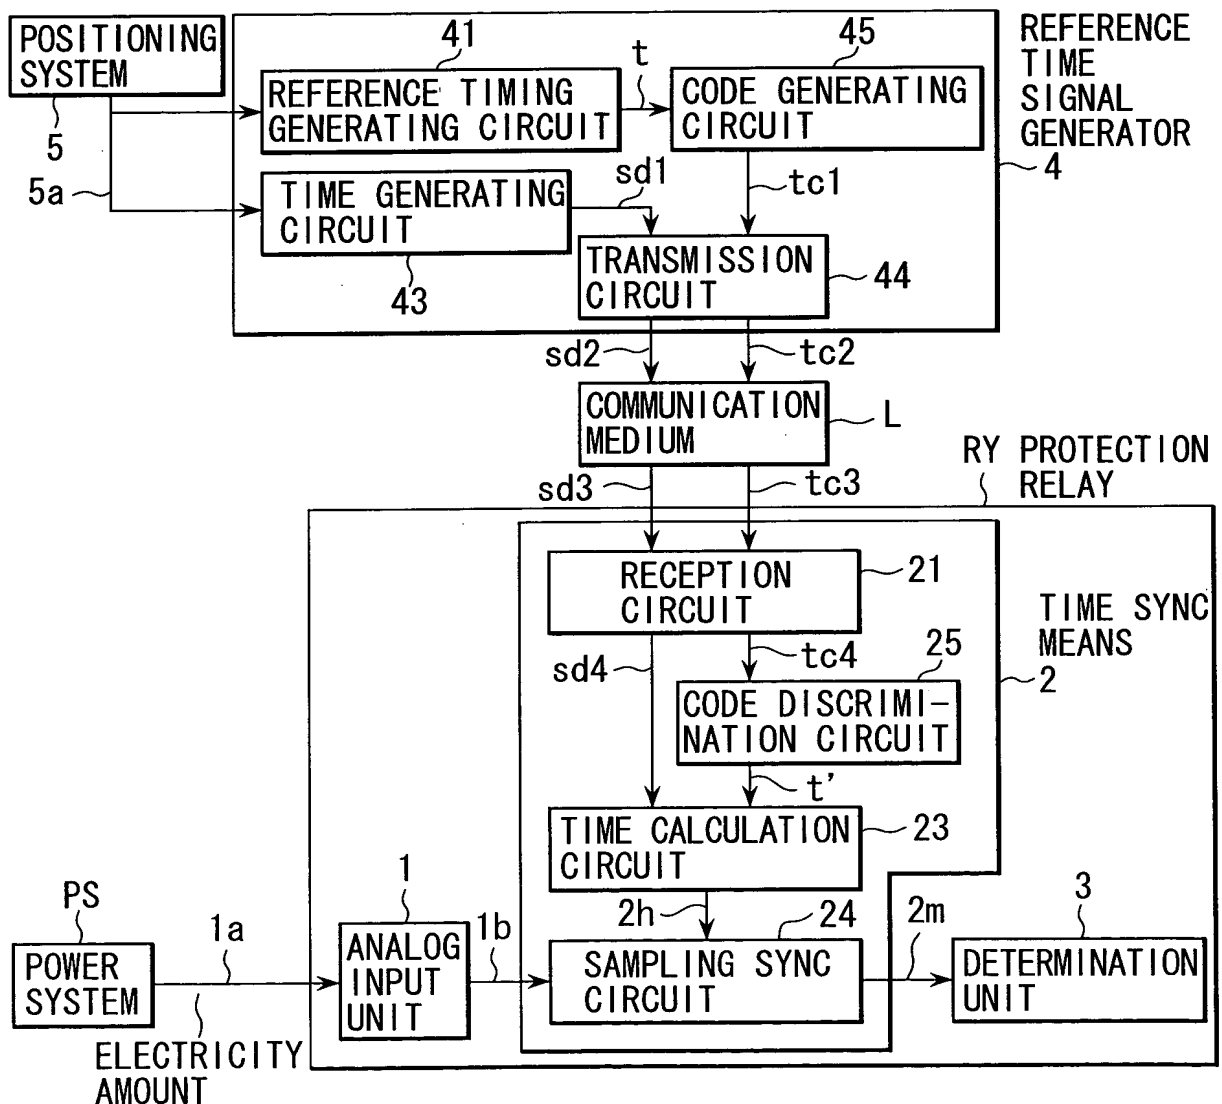 POSITIONING
SYSTEM
5
5a
41
t
45
REFERENCE TIMING
GENERATING CIRCUIT
CODE GENERATING
CIRCUIT
REFERENCE
TIME
SIGNAL
GENERATOR
4
TIME GENERATING
CIRCUIT
43
sd1
tc1
TRANSMISSION
CIRCUIT
44
sd2
tc2
COMMUNICATION
MEDIUM
L
sd3
tc3
RY PROTECTION
RELAY
RECEPTION
CIRCUIT
21
TIME SYNC
MEANS
2
sd4
tc4
25
CODE DISCRIMI-
NATION CIRCUIT
t'
TIME CALCULATION
CIRCUIT
23
PS
POWER
SYSTEM
1a
ELECTRICITY
AMOUNT
1
ANALOG
INPUT
UNIT
1b
2h
24
SAMPLING SYNC
CIRCUIT
2m
3
DETERMINATION
UNIT